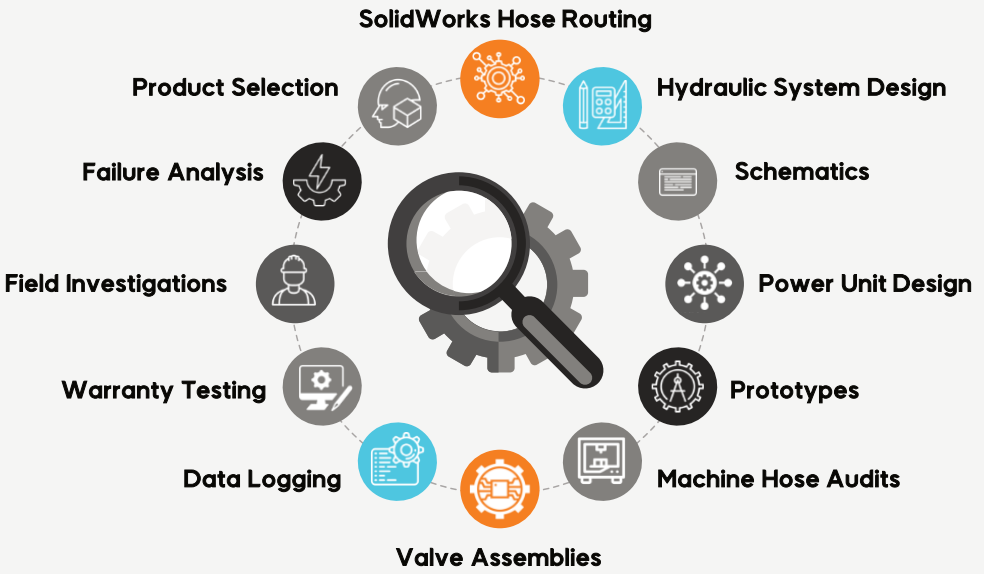 SolidWorks Hose Routing
Product Selection
Hydraulic System Design
Failure Analysis
Schematics
Field Investigations
Power Unit Design
Warranty Testing
Prototypes
Data Logging
Machine Hose Audits
Valve Assemblies